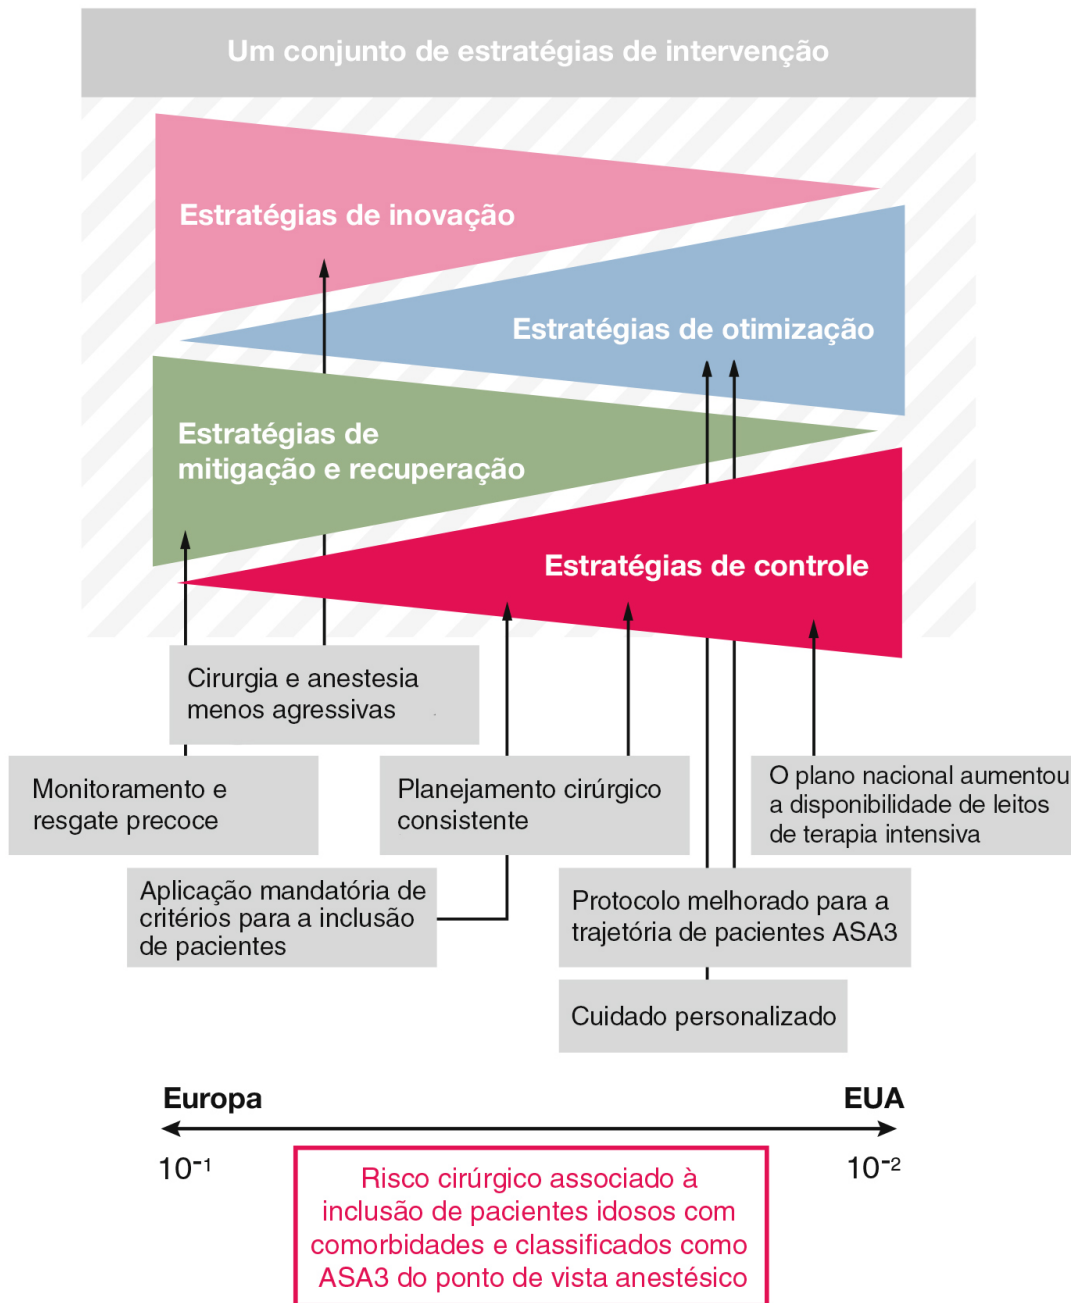 Um conjunto de estratégias de intervenção
Estratégias de inovação
Estratégias de otimização
Estratégias de
mitigação e recuperação
Estratégias de controle
Cirurgia e anestesia
menos agressivas
Monitoramento e
resgate precoce
Planejamento cirúrgico
consistente
O plano nacional aumentou
a disponibilidade de leitos
de terapia intensiva
Aplicação mandatória de
critérios para a inclusão
de pacientes
Protocolo melhorado para a
trajetória de pacientes ASA3
Cuidado personalizado
Europa
EUA
10⁻¹
10⁻²
Risco cirúrgico associado à
inclusão de pacientes idosos com
comorbidades e classificados como
ASA3 do ponto de vista anestésico